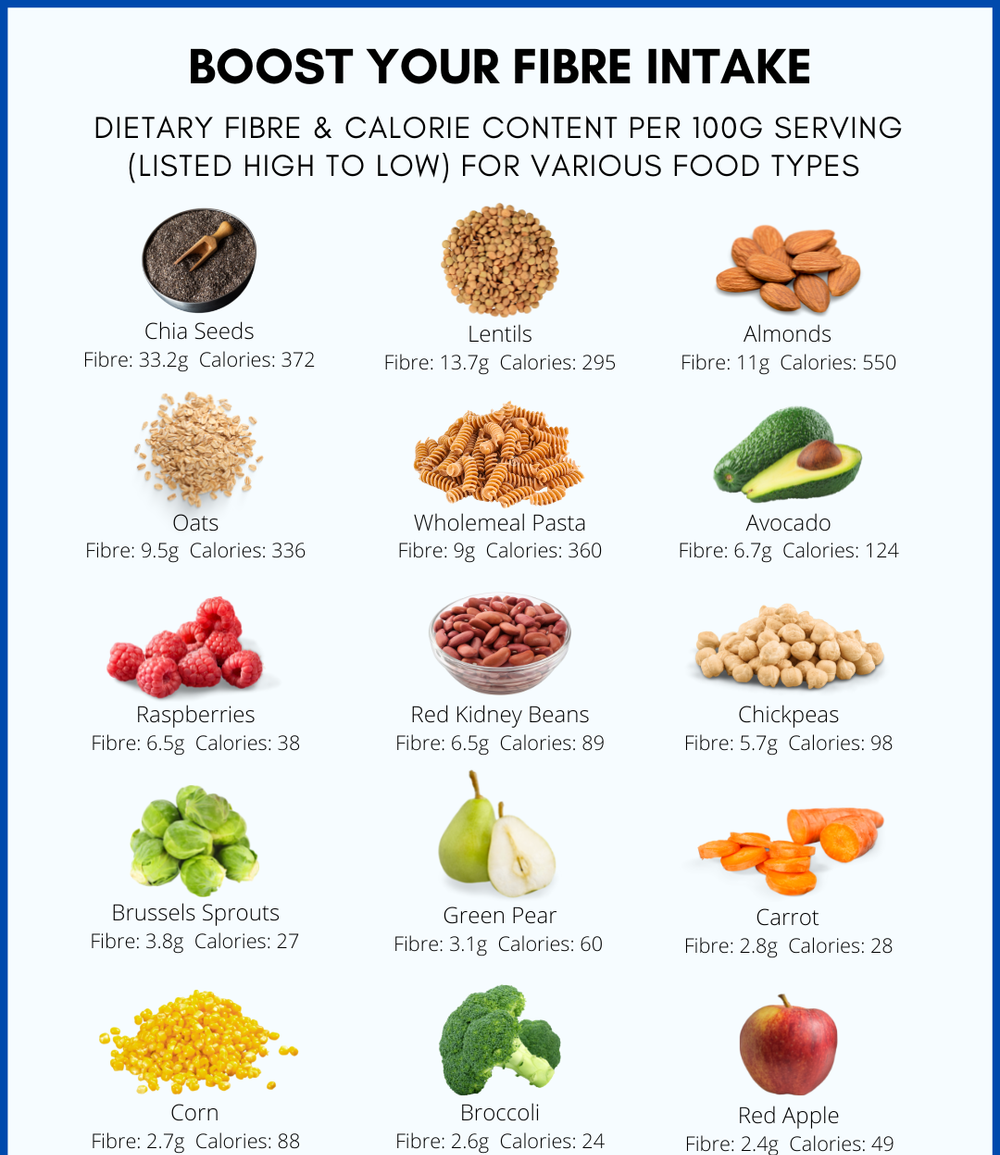 BOOST YOUR FIBRE INTAKE
DIETARY FIBRE & CALORIE CONTENT PER 100G SERVING
(LISTED HIGH TO LOW) FOR VARIOUS FOOD TYPES
Chia Seeds
Fibre: 33.2g Calories: 372
Lentils
Fibre: 13.7g Calories: 295
Almonds
Fibre: 11g Calories: 550
Oats
Fibre: 9.5g Calories: 336
Wholemeal Pasta
Fibre: 9g Calories: 360
Avocado
Fibre: 6.7g Calories: 124
Raspberries
Fibre: 6.5g Calories: 38
Red Kidney Beans
Fibre: 6.5g Calories: 89
Chickpeas
Fibre: 5.7g Calories: 98
Brussels Sprouts
Fibre: 3.8g Calories: 27
Green Pear
Fibre: 3.1g Calories: 60
Carrot
Fibre: 2.8g Calories: 28
Corn
Fibre: 2.7g Calories: 88
Broccoli
Fibre: 2.6g Calories: 24
Red Apple
Fibre: 2.4g Calories: 49